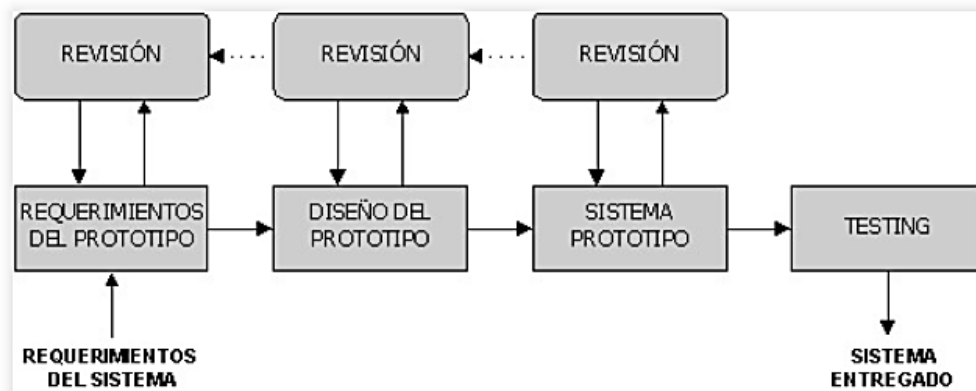 REVISIÓN
REVISIÓN
REVISIÓN
REQUERIMIENTOS
DEL PROTOTIPO
DISEÑO DEL
PROTOTIPO
SISTEMA
PROTOTIPO
TESTING
REQUERIMIENTOS
DEL SISTEMA
SISTEMA
ENTREGADO